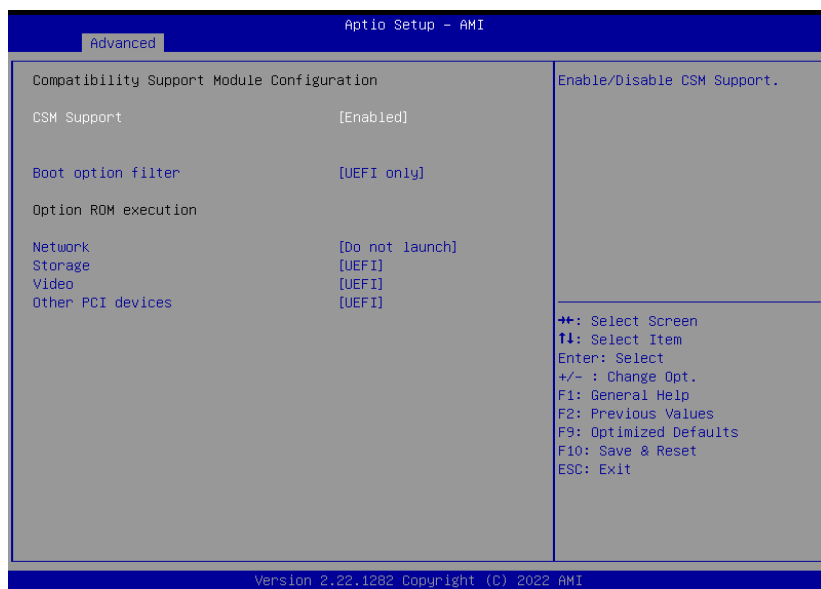 Aptio Setup – AMI
Advanced
Compatibility Support Module Configuration
CSM Support [Enabled]
Boot option filter [UEFI only]
Option ROM execution
Network [Do not launch]
Storage [UEFI]
Video [UEFI]
Other PCI devices [UEFI]
Enable/Disable CSM Support.
→←: Select Screen
↑↓: Select Item
Enter: Select
+/- : Change Opt.
F1: General Help
F2: Previous Values
F9: Optimized Defaults
F10: Save & Reset
ESC: Exit
Version 2.22.1282 Copyright (C) 2022 AMI